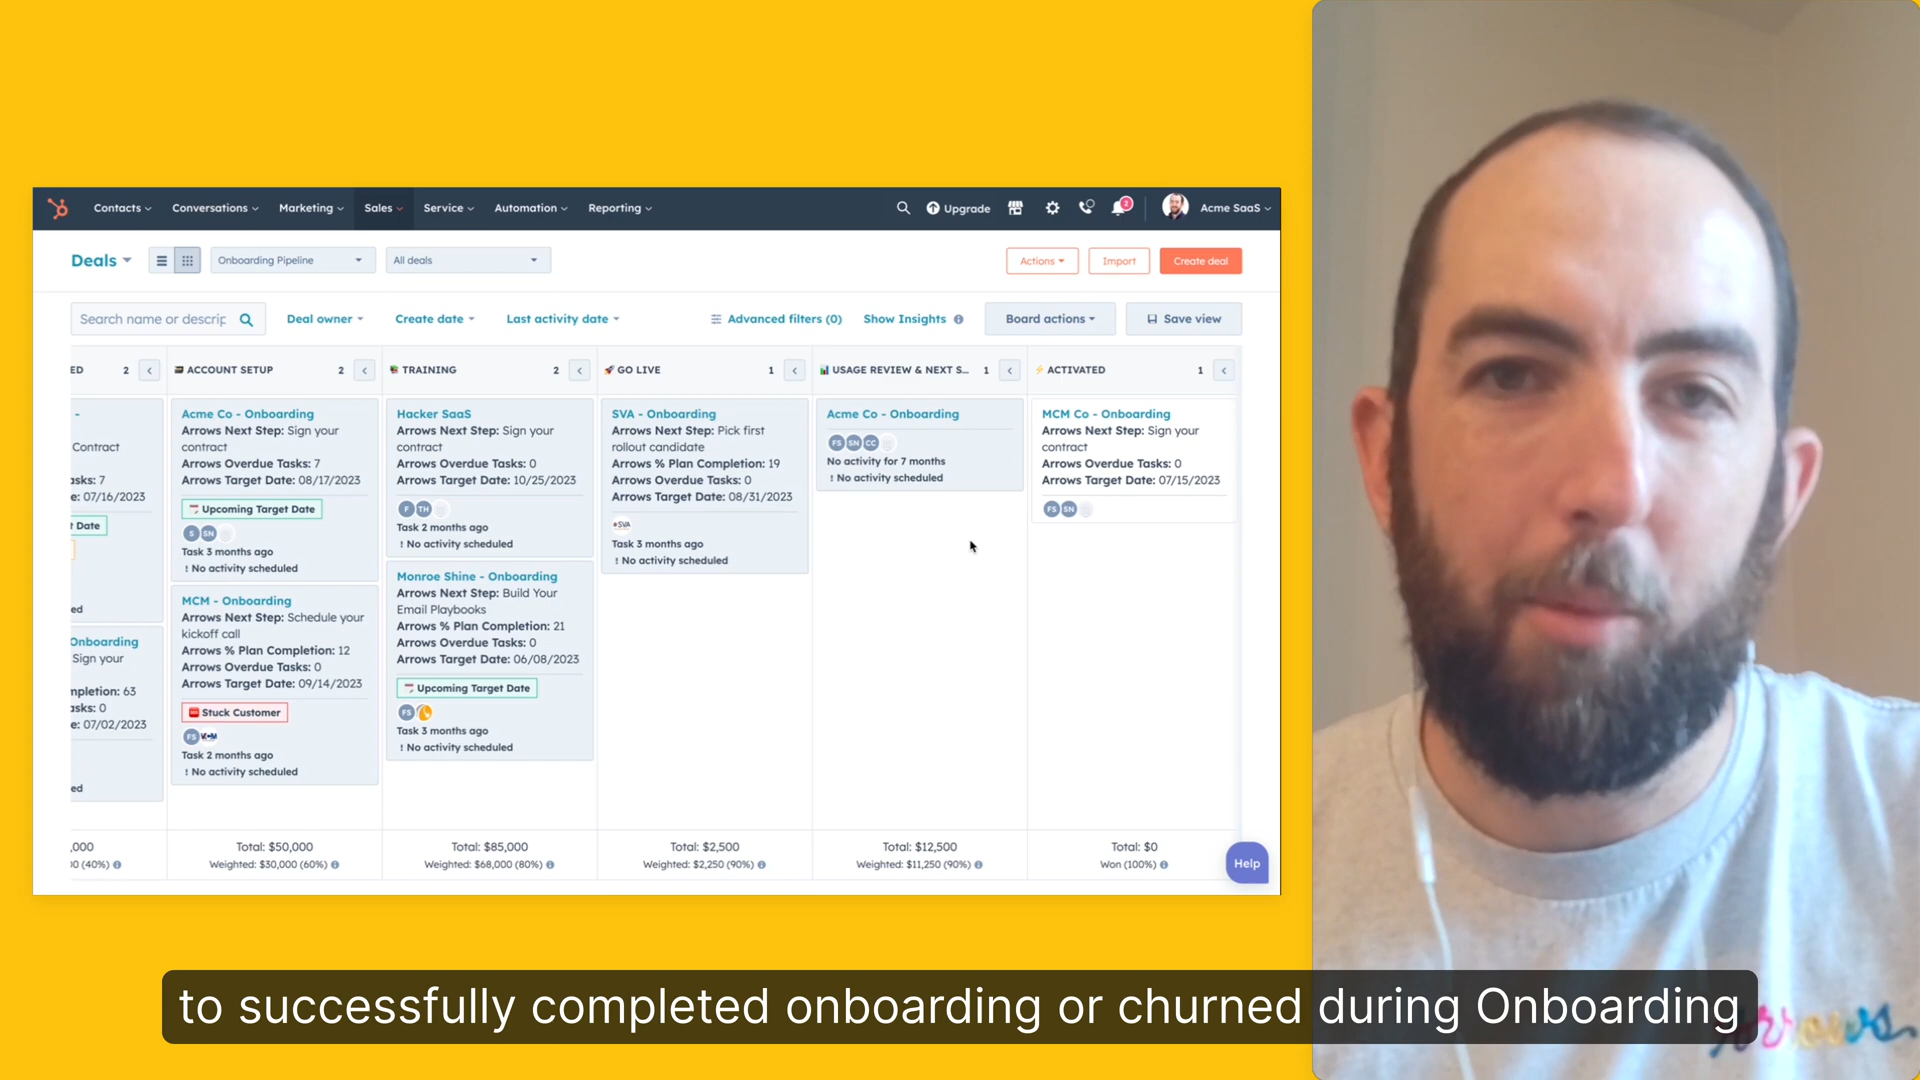 Contacts
Conversations
Marketing
Sales
Service
Automation
Reporting
Upgrade
2
Acme SaaS
Deals
Onboarding Pipeline
All deals
Actions
Import
Create deal
Search name or descrip
Deal owner
Create date
Last activity date
Advanced filters (0)
Show Insights
Board actions
Save view
ED 2
ACCOUNT SETUP 2
TRAINING 2
GO LIVE 1
USAGE REVIEW & NEXT S... 1
ACTIVATED 1
-
Contract
sks: 7
e: 07/16/2023
t Date
ed
Onboarding
Sign your
mpletion: 63
asks: 0
e: 07/02/2023
ed
,000
00 (40%)
Acme Co - Onboarding
Arrows Next Step: Sign your
contract
Arrows Overdue Tasks: 7
Arrows Target Date: 08/17/2023
Upcoming Target Date
S SN
Task 3 months ago
! No activity scheduled
MCM - Onboarding
Arrows Next Step: Schedule your
kickoff call
Arrows % Plan Completion: 12
Arrows Overdue Tasks: 0
Arrows Target Date: 09/14/2023
Stuck Customer
FS
Task 2 months ago
! No activity scheduled
Total: $50,000
Weighted: $30,000 (60%)
Hacker SaaS
Arrows Next Step: Sign your
contract
Arrows Overdue Tasks: 0
Arrows Target Date: 10/25/2023
F TH
Task 2 months ago
! No activity scheduled
Monroe Shine - Onboarding
Arrows Next Step: Build Your
Email Playbooks
Arrows % Plan Completion: 21
Arrows Overdue Tasks: 0
Arrows Target Date: 06/08/2023
Upcoming Target Date
FS
Task 3 months ago
! No activity scheduled
Total: $85,000
Weighted: $68,000 (80%)
SVA - Onboarding
Arrows Next Step: Pick first
rollout candidate
Arrows % Plan Completion: 19
Arrows Overdue Tasks: 0
Arrows Target Date: 08/31/2023
SVA
Task 3 months ago
! No activity scheduled
Total: $2,500
Weighted: $2,250 (90%)
Acme Co - Onboarding
FS SN CC
No activity for 7 months
! No activity scheduled
Total: $12,500
Weighted: $11,250 (90%)
MCM Co - Onboarding
Arrows Next Step: Sign your
contract
Arrows Overdue Tasks: 0
Arrows Target Date: 07/15/2023
FS SN
Total: $0
Won (100%)
Help
to successfully completed onboarding or churned during Onboarding
arrows